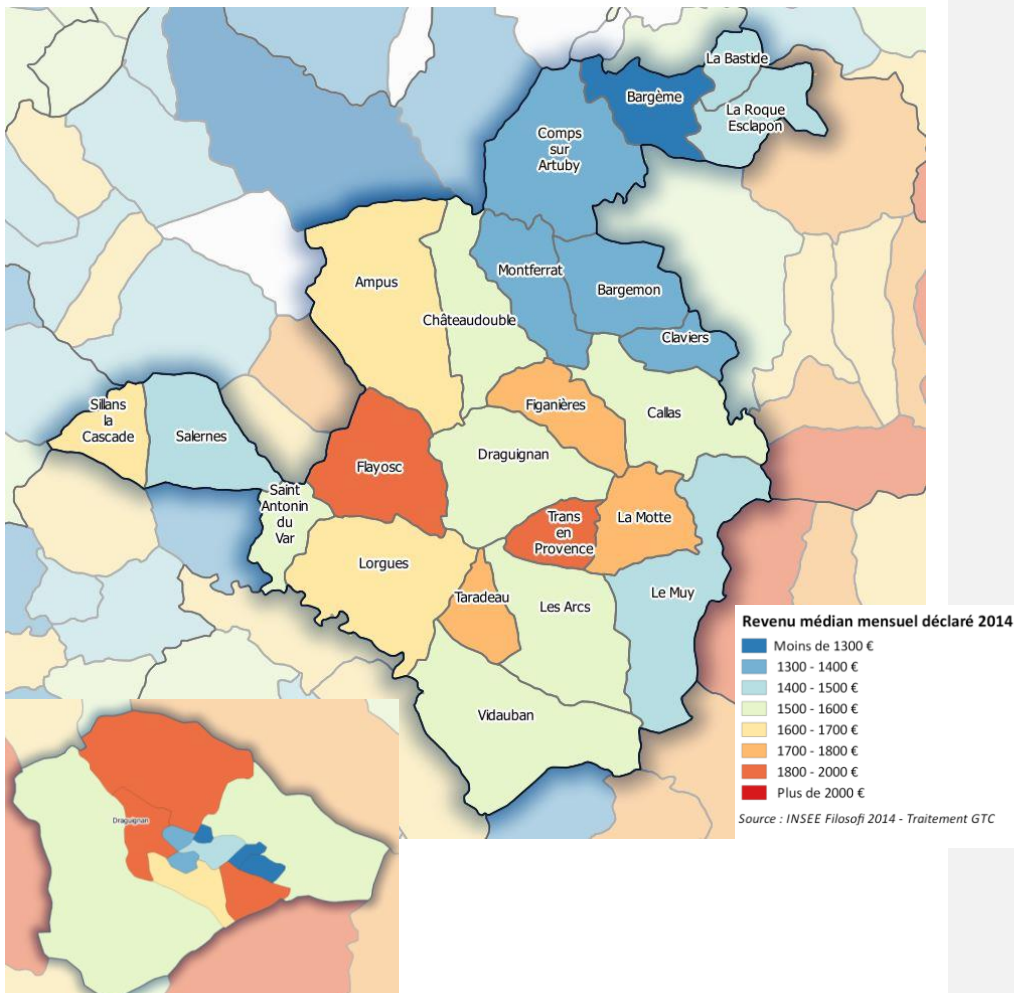 La Bastide
Bargème
La Roque
Esclapon
Comps
sur
Artuby
Montferrat
Ampus
Bargemon
Châteaudouble
Claviers
Sillans
la
Cascade
Salernes
Figanières
Callas
Draguignan
Flayosc
Saint
Antonin
du
Var
Trans
en
Provence
La Motte
Lorgues
Taradeau
Les Arcs
Le Muy
Vidauban
Draguignan
Revenu médian mensuel déclaré 2014
Moins de 1300 €
1300 - 1400 €
1400 - 1500 €
1500 - 1600 €
1600 - 1700 €
1700 - 1800 €
1800 - 2000 €
Plus de 2000 €
Source : INSEE Filosofi 2014 - Traitement GTC